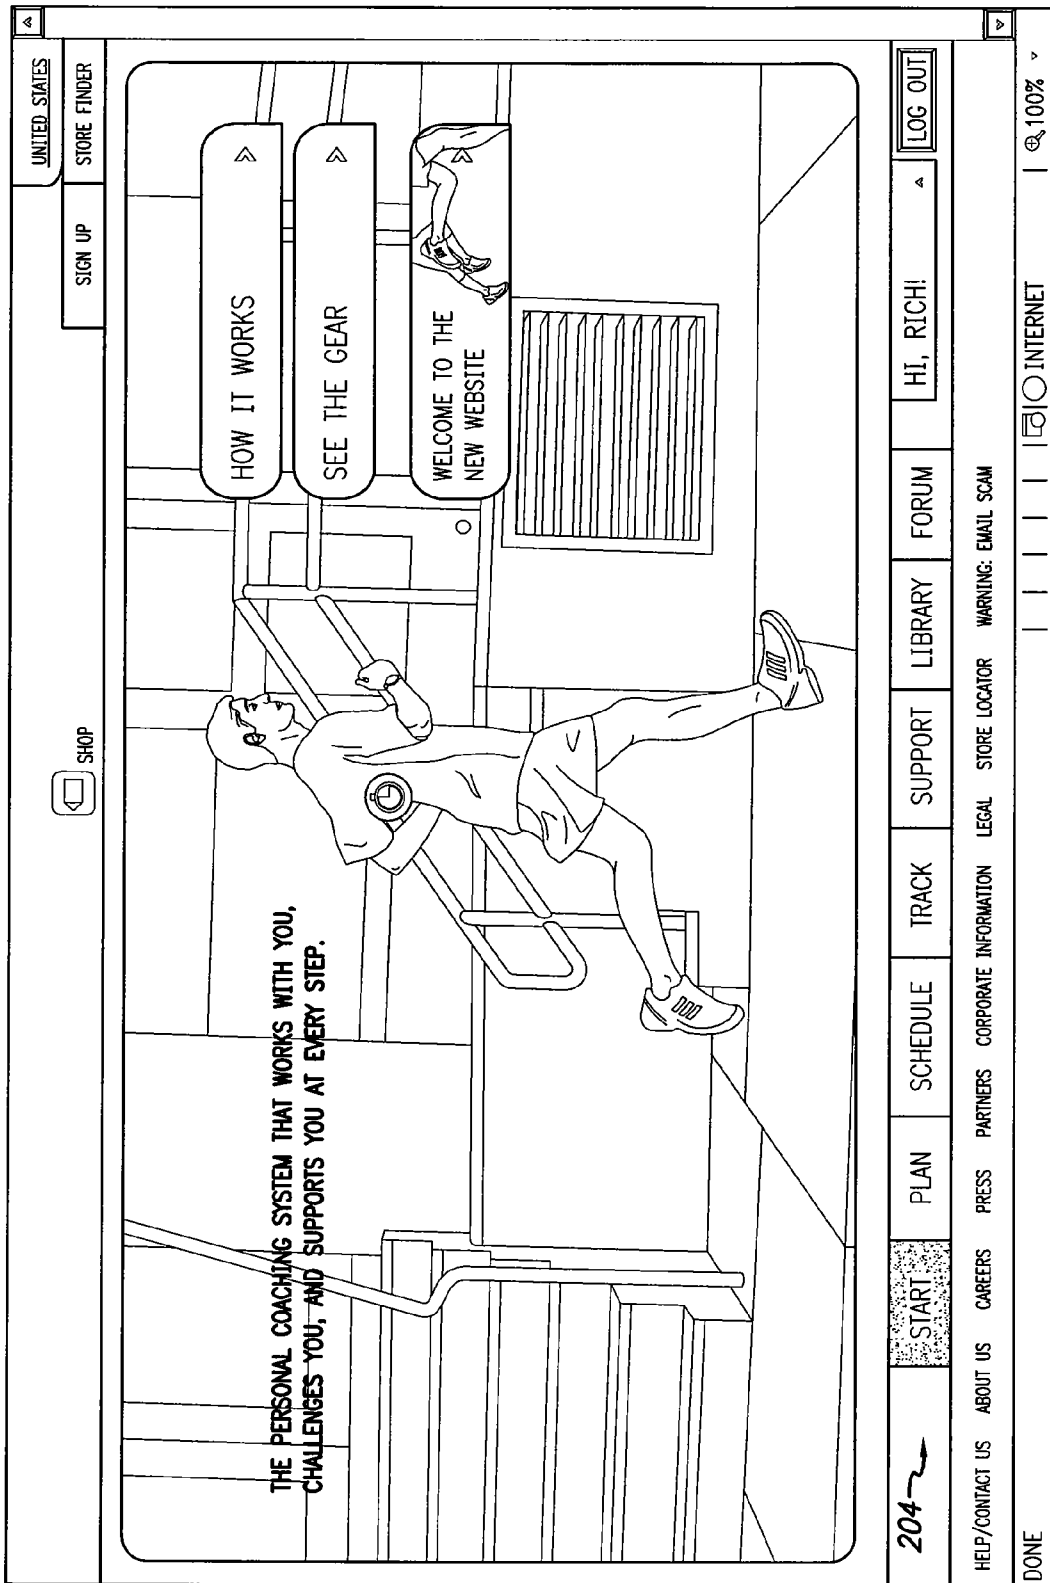 UNITED STATES
SHOP
SIGN UP
STORE FINDER
THE PERSONAL COACHING SYSTEM THAT WORKS WITH YOU,
CHALLENGES YOU, AND SUPPORTS YOU AT EVERY STEP.
HOW IT WORKS
SEE THE GEAR
WELCOME TO THE
NEW WEBSITE
204
START
PLAN
SCHEDULE
TRACK
SUPPORT
LIBRARY
FORUM
HI, RICH!
LOG OUT
HELP/CONTACT US ABOUT US CAREERS PRESS PARTNERS CORPORATE INFORMATION LEGAL STORE LOCATOR WARNING: EMAIL SCAM
DONE
INTERNET
100%